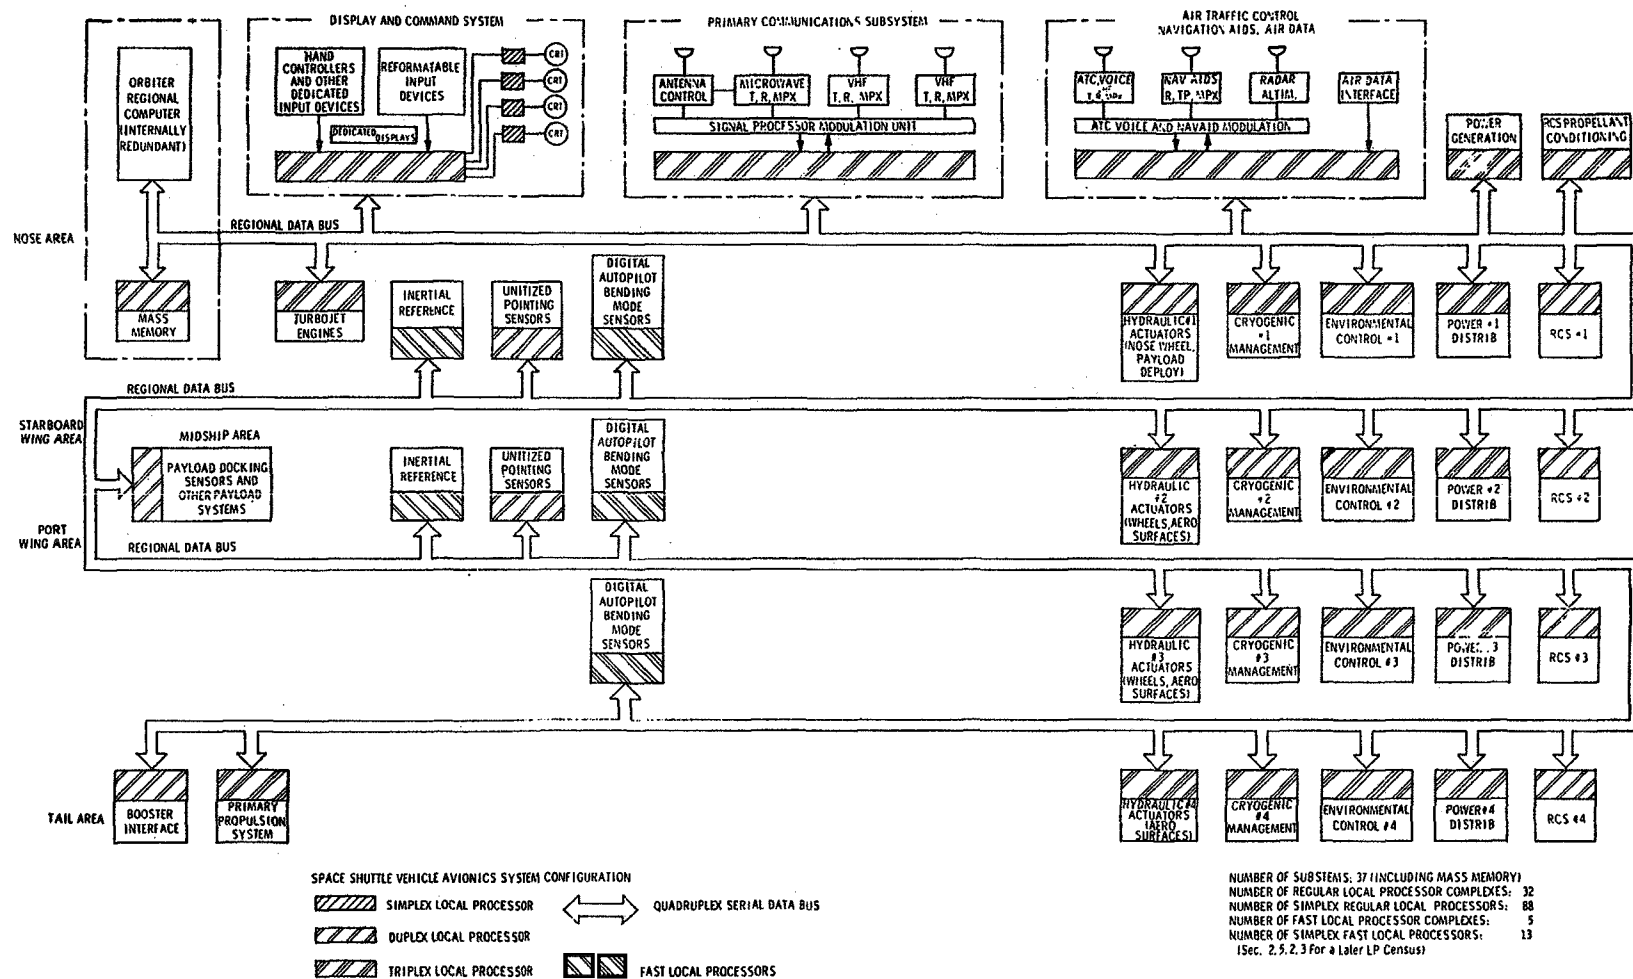 DISPLAY AND COMMAND SYSTEM
PRIMARY COMMUNICATIONS SUBSYSTEM
AIR TRAFFIC CONTROL
NAVIGATION AIDS, AIR DATA
ORBITER
REGIONAL
COMPUTER
(INTERNALLY
REDUNDANT)
HAND
CONTROLLERS
AND OTHER
DEDICATED
INPUT DEVICES
REFORMATABLE
INPUT
DEVICES
DEDICATED DISPLAYS
CRT
CRT
CRT
CRT
ANTENNA
CONTROL
MICROWAVE
T, R, MPX
VHF
T, R, MPX
VHF
T, R, MPX
SIGNAL PROCESSOR MODULATION UNIT
ATC, VOICE
NAV AIDS
R, TP, MPX
RADAR
ALTIM.
AIR DATA
INTERFACE
ATC VOICE AND NAVAID MODULATION
POWER
GENERATION
RCS PROPELLANT
CONDITIONING
NOSE AREA
REGIONAL DATA BUS
MASS
MEMORY
TURBOJET
ENGINES
INERTIAL
REFERENCE
UNITIZED
POINTING
SENSORS
DIGITAL
AUTOPILOT
BENDING
MODE
SENSORS
HYDRAULIC #1
ACTUATORS
(NOSE WHEEL,
PAYLOAD
DEPLOY)
CRYOGENIC
#1
MANAGEMENT
ENVIRONMENTAL
CONTROL #1
POWER #1
DISTRIB
RCS #1
REGIONAL DATA BUS
STARBOARD
WING AREA
MIDSHIP AREA
PAYLOAD DOCKING
SENSORS AND
OTHER PAYLOAD
SYSTEMS
INERTIAL
REFERENCE
UNITIZED
POINTING
SENSORS
DIGITAL
AUTOPILOT
BENDING
MODE
SENSORS
HYDRAULIC
#2
ACTUATORS
(WHEELS, AERO
SURFACES)
CRYOGENIC
#2
MANAGEMENT
ENVIRONMENTAL
CONTROL #2
POWER #2
DISTRIB
RCS #2
PORT
WING AREA
REGIONAL DATA BUS
DIGITAL
AUTOPILOT
BENDING
MODE
SENSORS
HYDRAULIC
#3
ACTUATORS
(WHEELS, AERO
SURFACES)
CRYOGENIC
#3
MANAGEMENT
ENVIRONMENTAL
CONTROL #3
3
DISTRIB
RCS #3
TAIL AREA
BOOSTER
INTERFACE
PRIMARY
PROPULSION
SYSTEM
HYDRAULIC #4
ACTUATORS
(AERO
SURFACES)
CRYOGENIC
#4
MANAGEMENT
ENVIRONMENTAL
CONTROL #4
POWER #4
DISTRIB
RCS #4
SPACE SHUTTLE VEHICLE AVIONICS SYSTEM CONFIGURATION
SIMPLEX LOCAL PROCESSOR
QUADRUPLEX SERIAL DATA BUS
DUPLEX LOCAL PROCESSOR
TRIPLEX LOCAL PROCESSOR
FAST LOCAL PROCESSORS
NUMBER OF SUBSTEMS: 37 (INCLUDING MASS MEMORY)
NUMBER OF REGULAR LOCAL PROCESSOR COMPLEXES: 32
NUMBER OF SIMPLEX REGULAR LOCAL PROCESSORS: 88
NUMBER OF FAST LOCAL PROCESSOR COMPLEXES: 5
NUMBER OF SIMPLEX FAST LOCAL PROCESSORS: 13
(Sec. 2.5.2.3 For a Later LP Census)